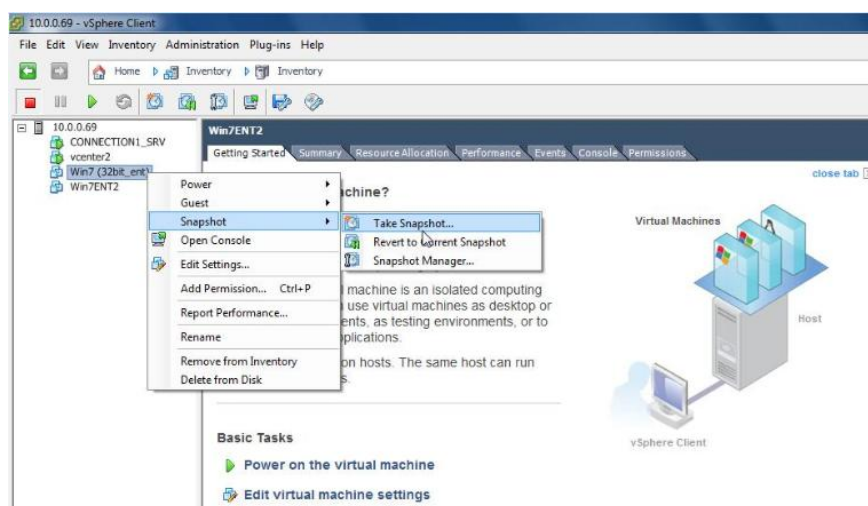 10.0.0.69 - vSphere Client
File Edit View Inventory Administration Plug-ins Help
Home Inventory Inventory
10.0.0.69
CONNECTION1_SRV
vcenter2
Win7 (32bit_ent)
Win7ENT2
Win7ENT2
Getting Started Summary Resource Allocation Performance Events Console Permissions
close tab
Power
Guest
Snapshot
Open Console
Edit Settings...
Add Permission... Ctrl+P
Report Performance...
Rename
Remove from Inventory
Delete from Disk
Take Snapshot...
Revert to Current Snapshot
Snapshot Manager...
achine?
machine is an isolated computing
use virtual machines as desktop or
ents, as testing environments, or to
plications.
on hosts. The same host can run
s.
Virtual Machines
Host
vSphere Client
Basic Tasks
Power on the virtual machine
Edit virtual machine settings